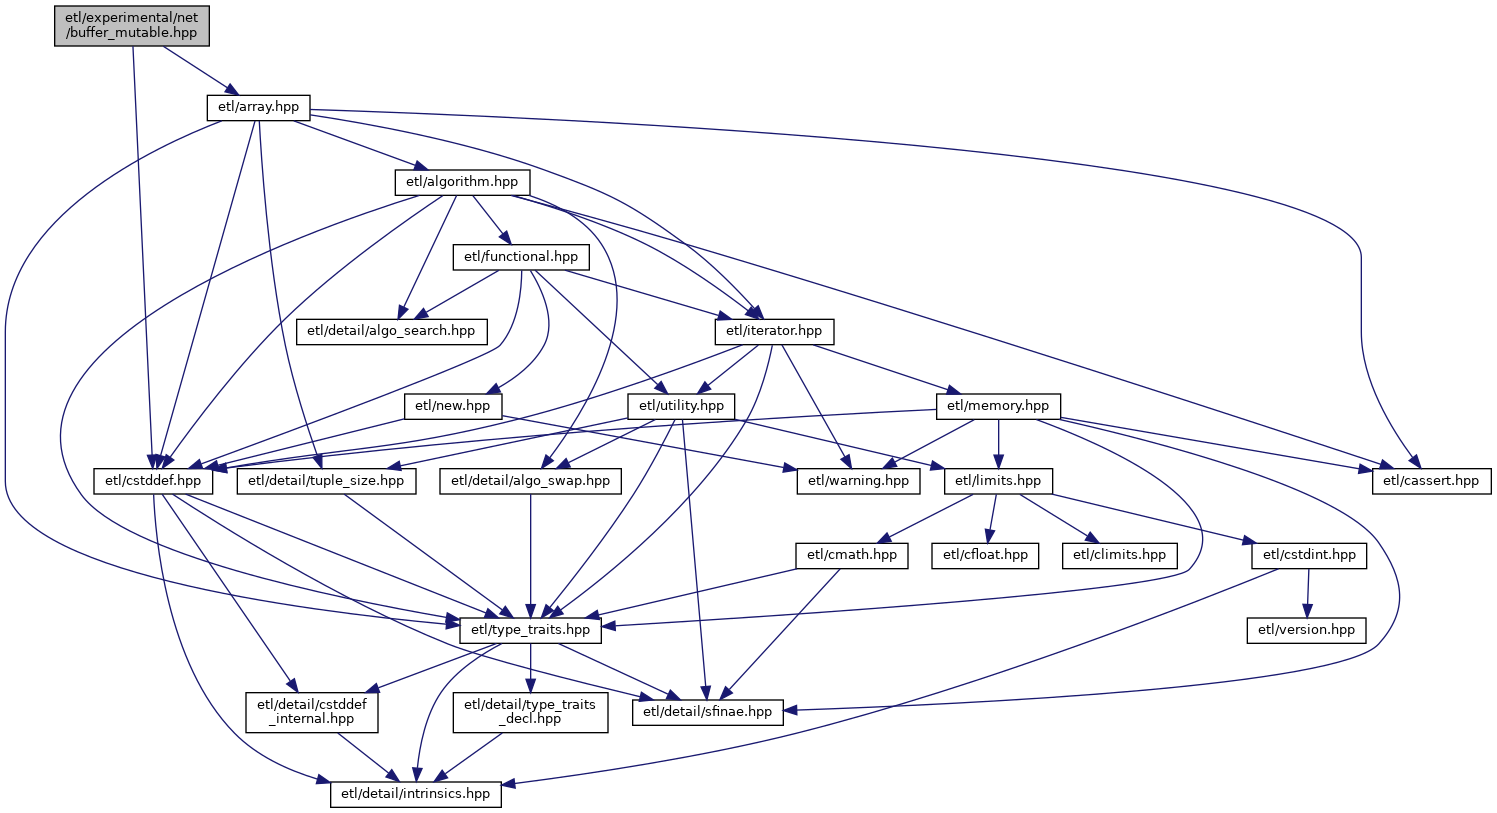 etl/experimental/net
/buffer_mutable.hpp
etl/array.hpp
etl/algorithm.hpp
etl/functional.hpp
etl/detail/algo_search.hpp
etl/iterator.hpp
etl/new.hpp
etl/utility.hpp
etl/memory.hpp
etl/cstddef.hpp
etl/detail/tuple_size.hpp
etl/detail/algo_swap.hpp
etl/warning.hpp
etl/limits.hpp
etl/cassert.hpp
etl/cmath.hpp
etl/cfloat.hpp
etl/climits.hpp
etl/cstdint.hpp
etl/type_traits.hpp
etl/version.hpp
etl/detail/cstddef
_internal.hpp
etl/detail/type_traits
_decl.hpp
etl/detail/sfinae.hpp
etl/detail/intrinsics.hpp